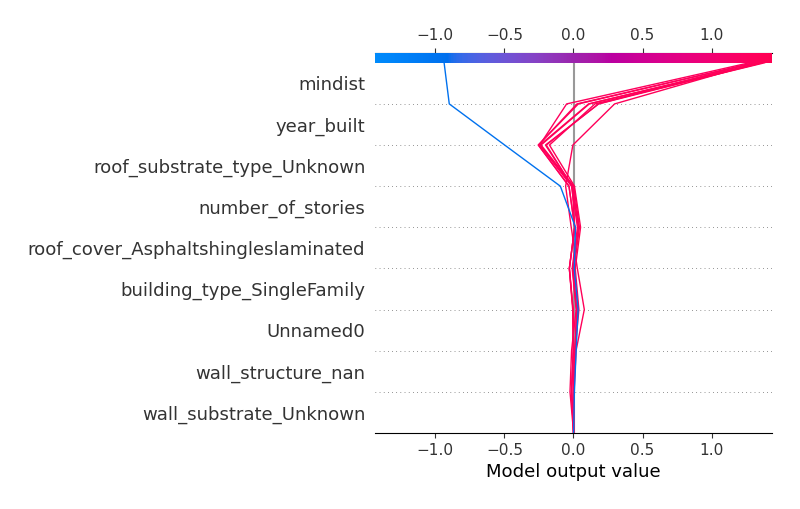 −1.0 −0.5 0.0 0.5 1.0
mindist
year_built
roof_substrate_type_Unknown
number_of_stories
roof_cover_Asphaltshingleslaminated
building_type_SingleFamily
Unnamed0
wall_structure_nan
wall_substrate_Unknown
−1.0 −0.5 0.0 0.5 1.0
Model output value